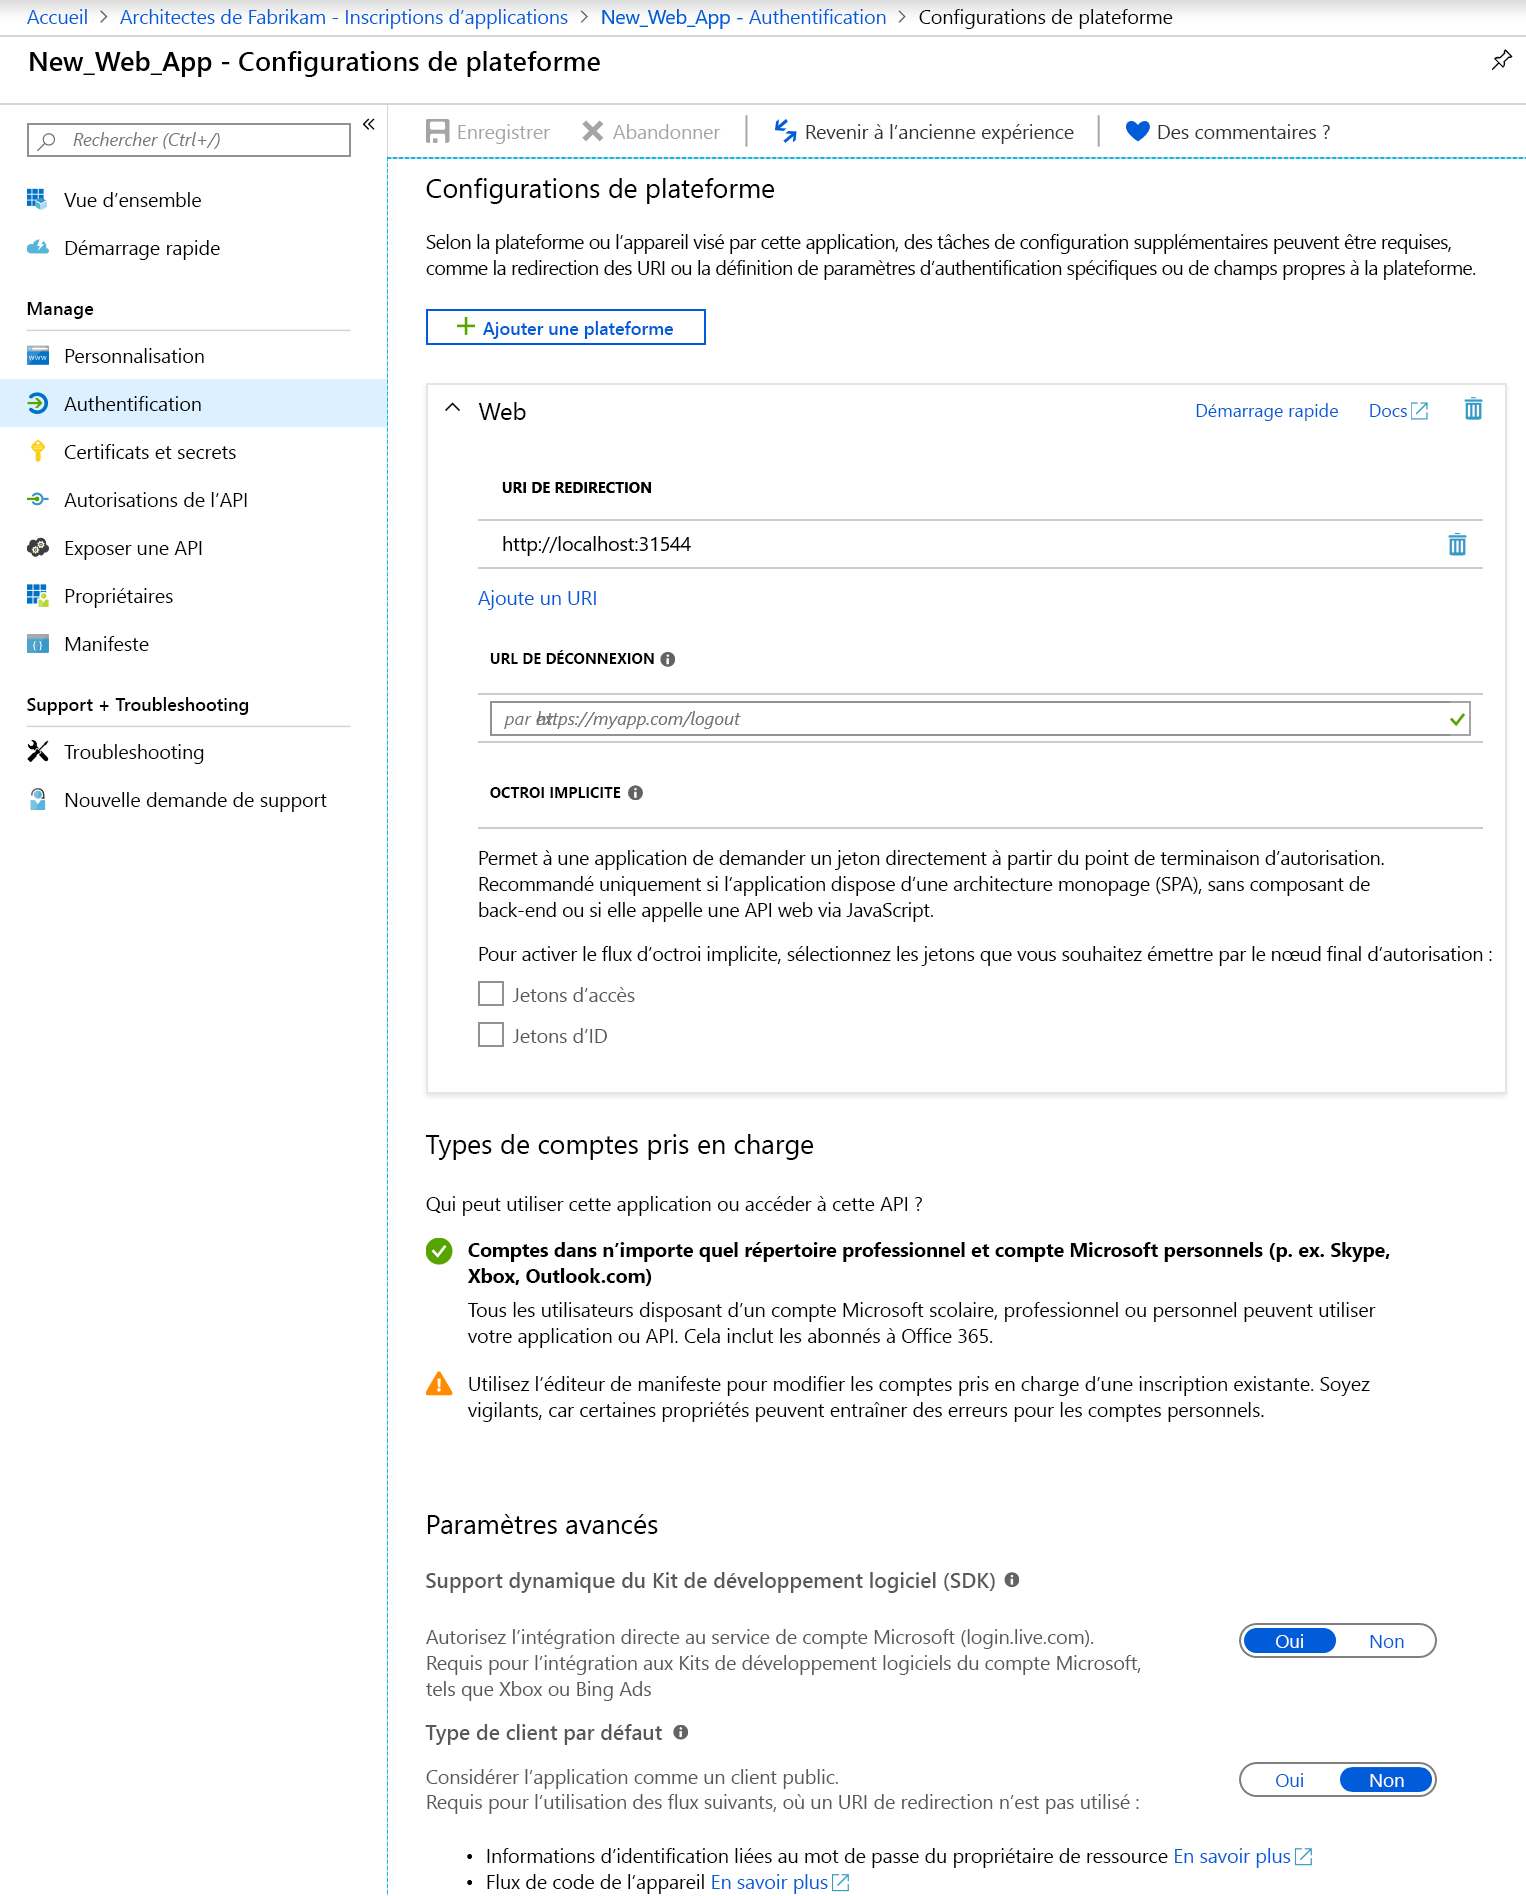 Accueil > Architectes de Fabrikam - Inscriptions d’applications > New_Web_App - Authentification > Configurations de plateforme
New_Web_App - Configurations de plateforme
Rechercher (Ctrl+/)
«
Vue d’ensemble
Démarrage rapide
Manage
Personnalisation
Authentification
Certificats et secrets
Autorisations de l’API
Exposer une API
Propriétaires
Manifeste
Support + Troubleshooting
Troubleshooting
Nouvelle demande de support
Enregistrer
Abandonner
Revenir à l’ancienne expérience
Des commentaires ?
Configurations de plateforme
Selon la plateforme ou l’appareil visé par cette application, des tâches de configuration supplémentaires peuvent être requises,
comme la redirection des URI ou la définition de paramètres d’authentification spécifiques ou de champs propres à la plateforme.
+ Ajouter une plateforme
Web
Démarrage rapide
Docs
URI DE REDIRECTION
http://localhost:31544
Ajoute un URI
URL DE DÉCONNEXION
par ex https://myapp.com/logout
OCTROI IMPLICITE
Permet à une application de demander un jeton directement à partir du point de terminaison d’autorisation.
Recommandé uniquement si l’application dispose d’une architecture monopage (SPA), sans composant de
back-end ou si elle appelle une API web via JavaScript.
Pour activer le flux d’octroi implicite, sélectionnez les jetons que vous souhaitez émettre par le nœud final d’autorisation :
Jetons d’accès
Jetons d’ID
Types de comptes pris en charge
Qui peut utiliser cette application ou accéder à cette API ?
Comptes dans n’importe quel répertoire professionnel et compte Microsoft personnels (p. ex. Skype,
Xbox, Outlook.com)
Tous les utilisateurs disposant d’un compte Microsoft scolaire, professionnel ou personnel peuvent utiliser
votre application ou API. Cela inclut les abonnés à Office 365.
Utilisez l’éditeur de manifeste pour modifier les comptes pris en charge d’une inscription existante. Soyez
vigilants, car certaines propriétés peuvent entraîner des erreurs pour les comptes personnels.
Paramètres avancés
Support dynamique du Kit de développement logiciel (SDK)
Autorisez l’intégration directe au service de compte Microsoft (login.live.com).
Requis pour l’intégration aux Kits de développement logiciels du compte Microsoft,
tels que Xbox ou Bing Ads
Oui Non
Type de client par défaut
Considérer l’application comme un client public.
Requis pour l’utilisation des flux suivants, où un URI de redirection n’est pas utilisé :
Oui Non
• Informations d’identification liées au mot de passe du propriétaire de ressource En savoir plus
• Flux de code de l’appareil En savoir plus